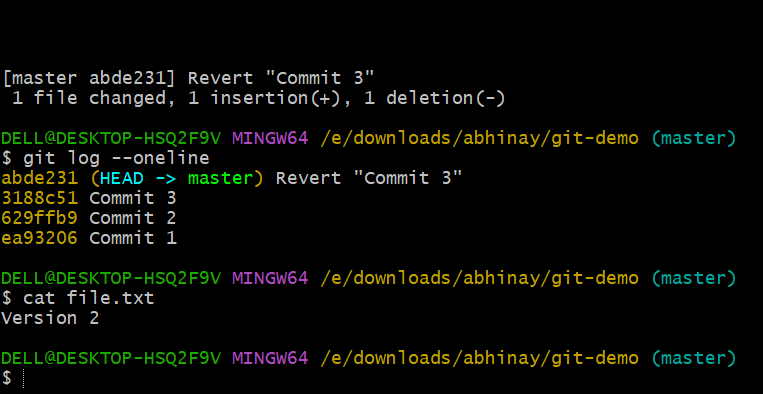 [master abde231] Revert "Commit 3"
 1 file changed, 1 insertion(+), 1 deletion(-)
DELL@DESKTOP-HSQ2F9V MINGW64 /e/downloads/abhinay/git-demo (master)
$ git log --oneline
abde231 (HEAD -> master) Revert "Commit 3"
3188c51 Commit 3
629ffb9 Commit 2
ea93206 Commit 1
DELL@DESKTOP-HSQ2F9V MINGW64 /e/downloads/abhinay/git-demo (master)
$ cat file.txt
Version 2
DELL@DESKTOP-HSQ2F9V MINGW64 /e/downloads/abhinay/git-demo (master)
$